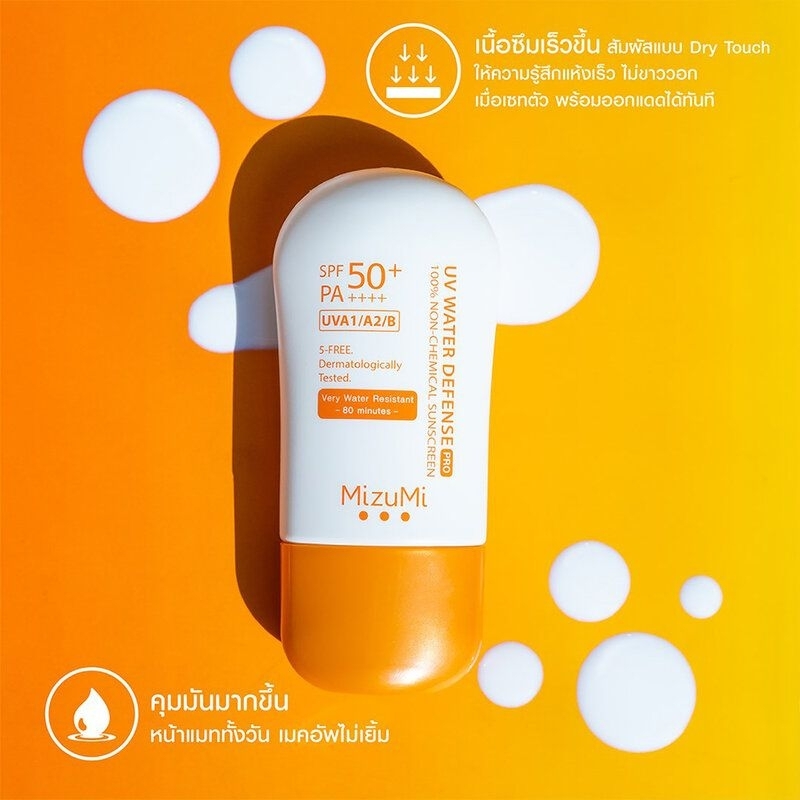 เนื้อซึมเร็วขึ้น สัมผัสแบบ Dry Touch
ให้ความรู้สึกแห้งเร็ว ไม่ขาววอก
เมื่อเซทตัว พร้อมออกแดดได้ทันที
SPF 50+
PA ++++
UVA1/A2/B
5-FREE.
Dermatologically
Tested.
Very Water Resistant
- 80 minutes -
UV WATER DEFENSE PRO
100% NON-CHEMICAL SUNSCREEN
MizuMi
คุมมันมากขึ้น
หน้าแมททั้งวัน เมคอัพไม่เยิ้ม